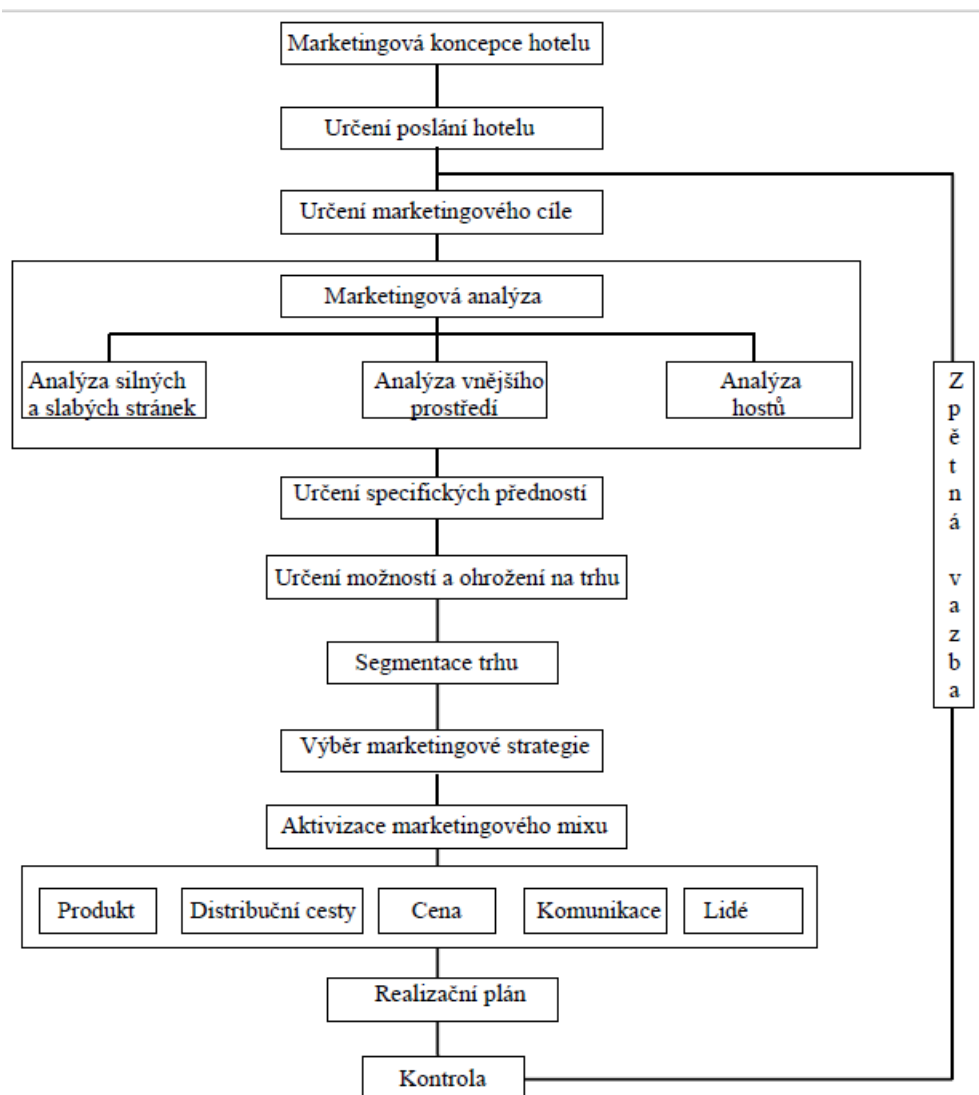 Marketingová koncepce hotelu
Určení poslání hotelu
Určení marketingového cíle
Marketingová analýza
Analýza silných
a slabých stránek
Analýza vnějšího
prostředí
Analýza
hostů
Určení specifických předností
Určení možností a ohrožení na trhu
Segmentace trhu
Výběr marketingové strategie
Aktivizace marketingového mixu
Produkt
Distribuční cesty
Cena
Komunikace
Lidé
Realizační plán
Kontrola
Zpětná vazba